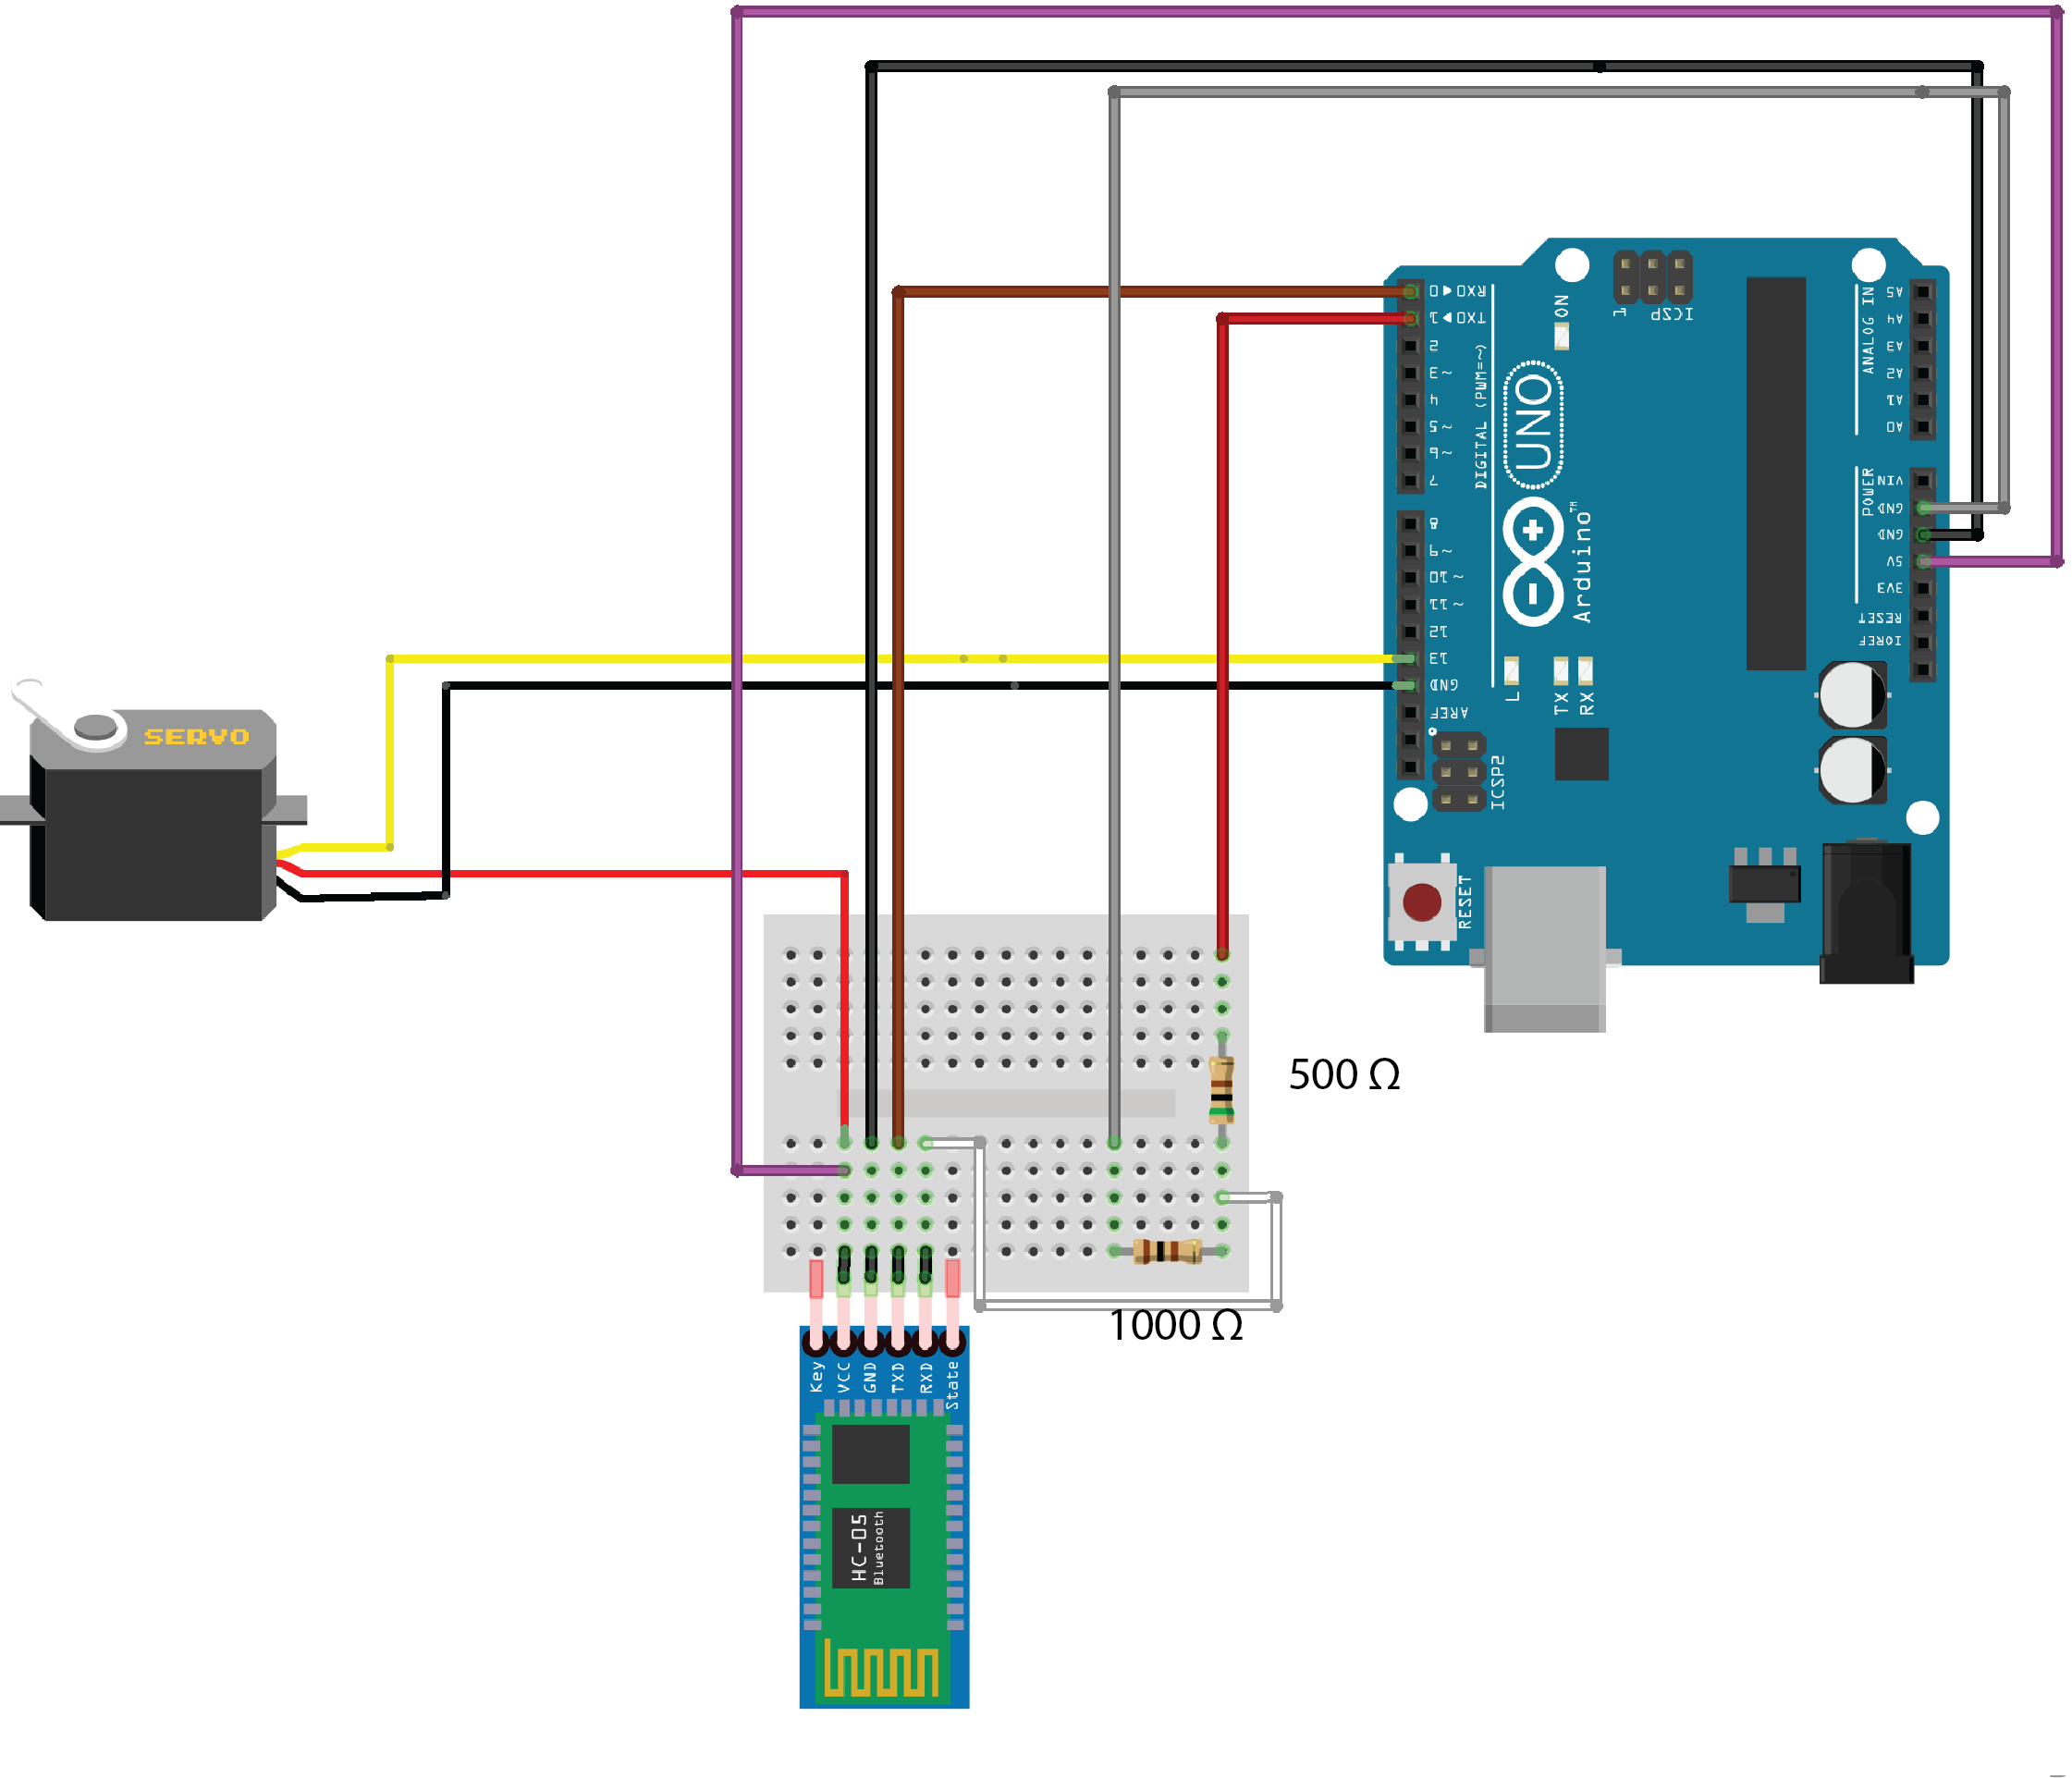 SERVO
RX0◄0
TX0►1
2
~3
4
~5
~6
7
8
~9
~10
~11
12
13
GND
AREF
DIGITAL (PWM=~)
ON
1
ICSP
UNO
Arduino™
L
TX
RX
ICSP2
RESET
ANALOG IN
A5
A4
A3
A2
A1
A0
POWER
VIN
GND
GND
5V
3V3
RESET
IOREF
500 Ω
1000 Ω
Key
VCC
GND
TXD
RXD
State
HC-05
Bluetooth